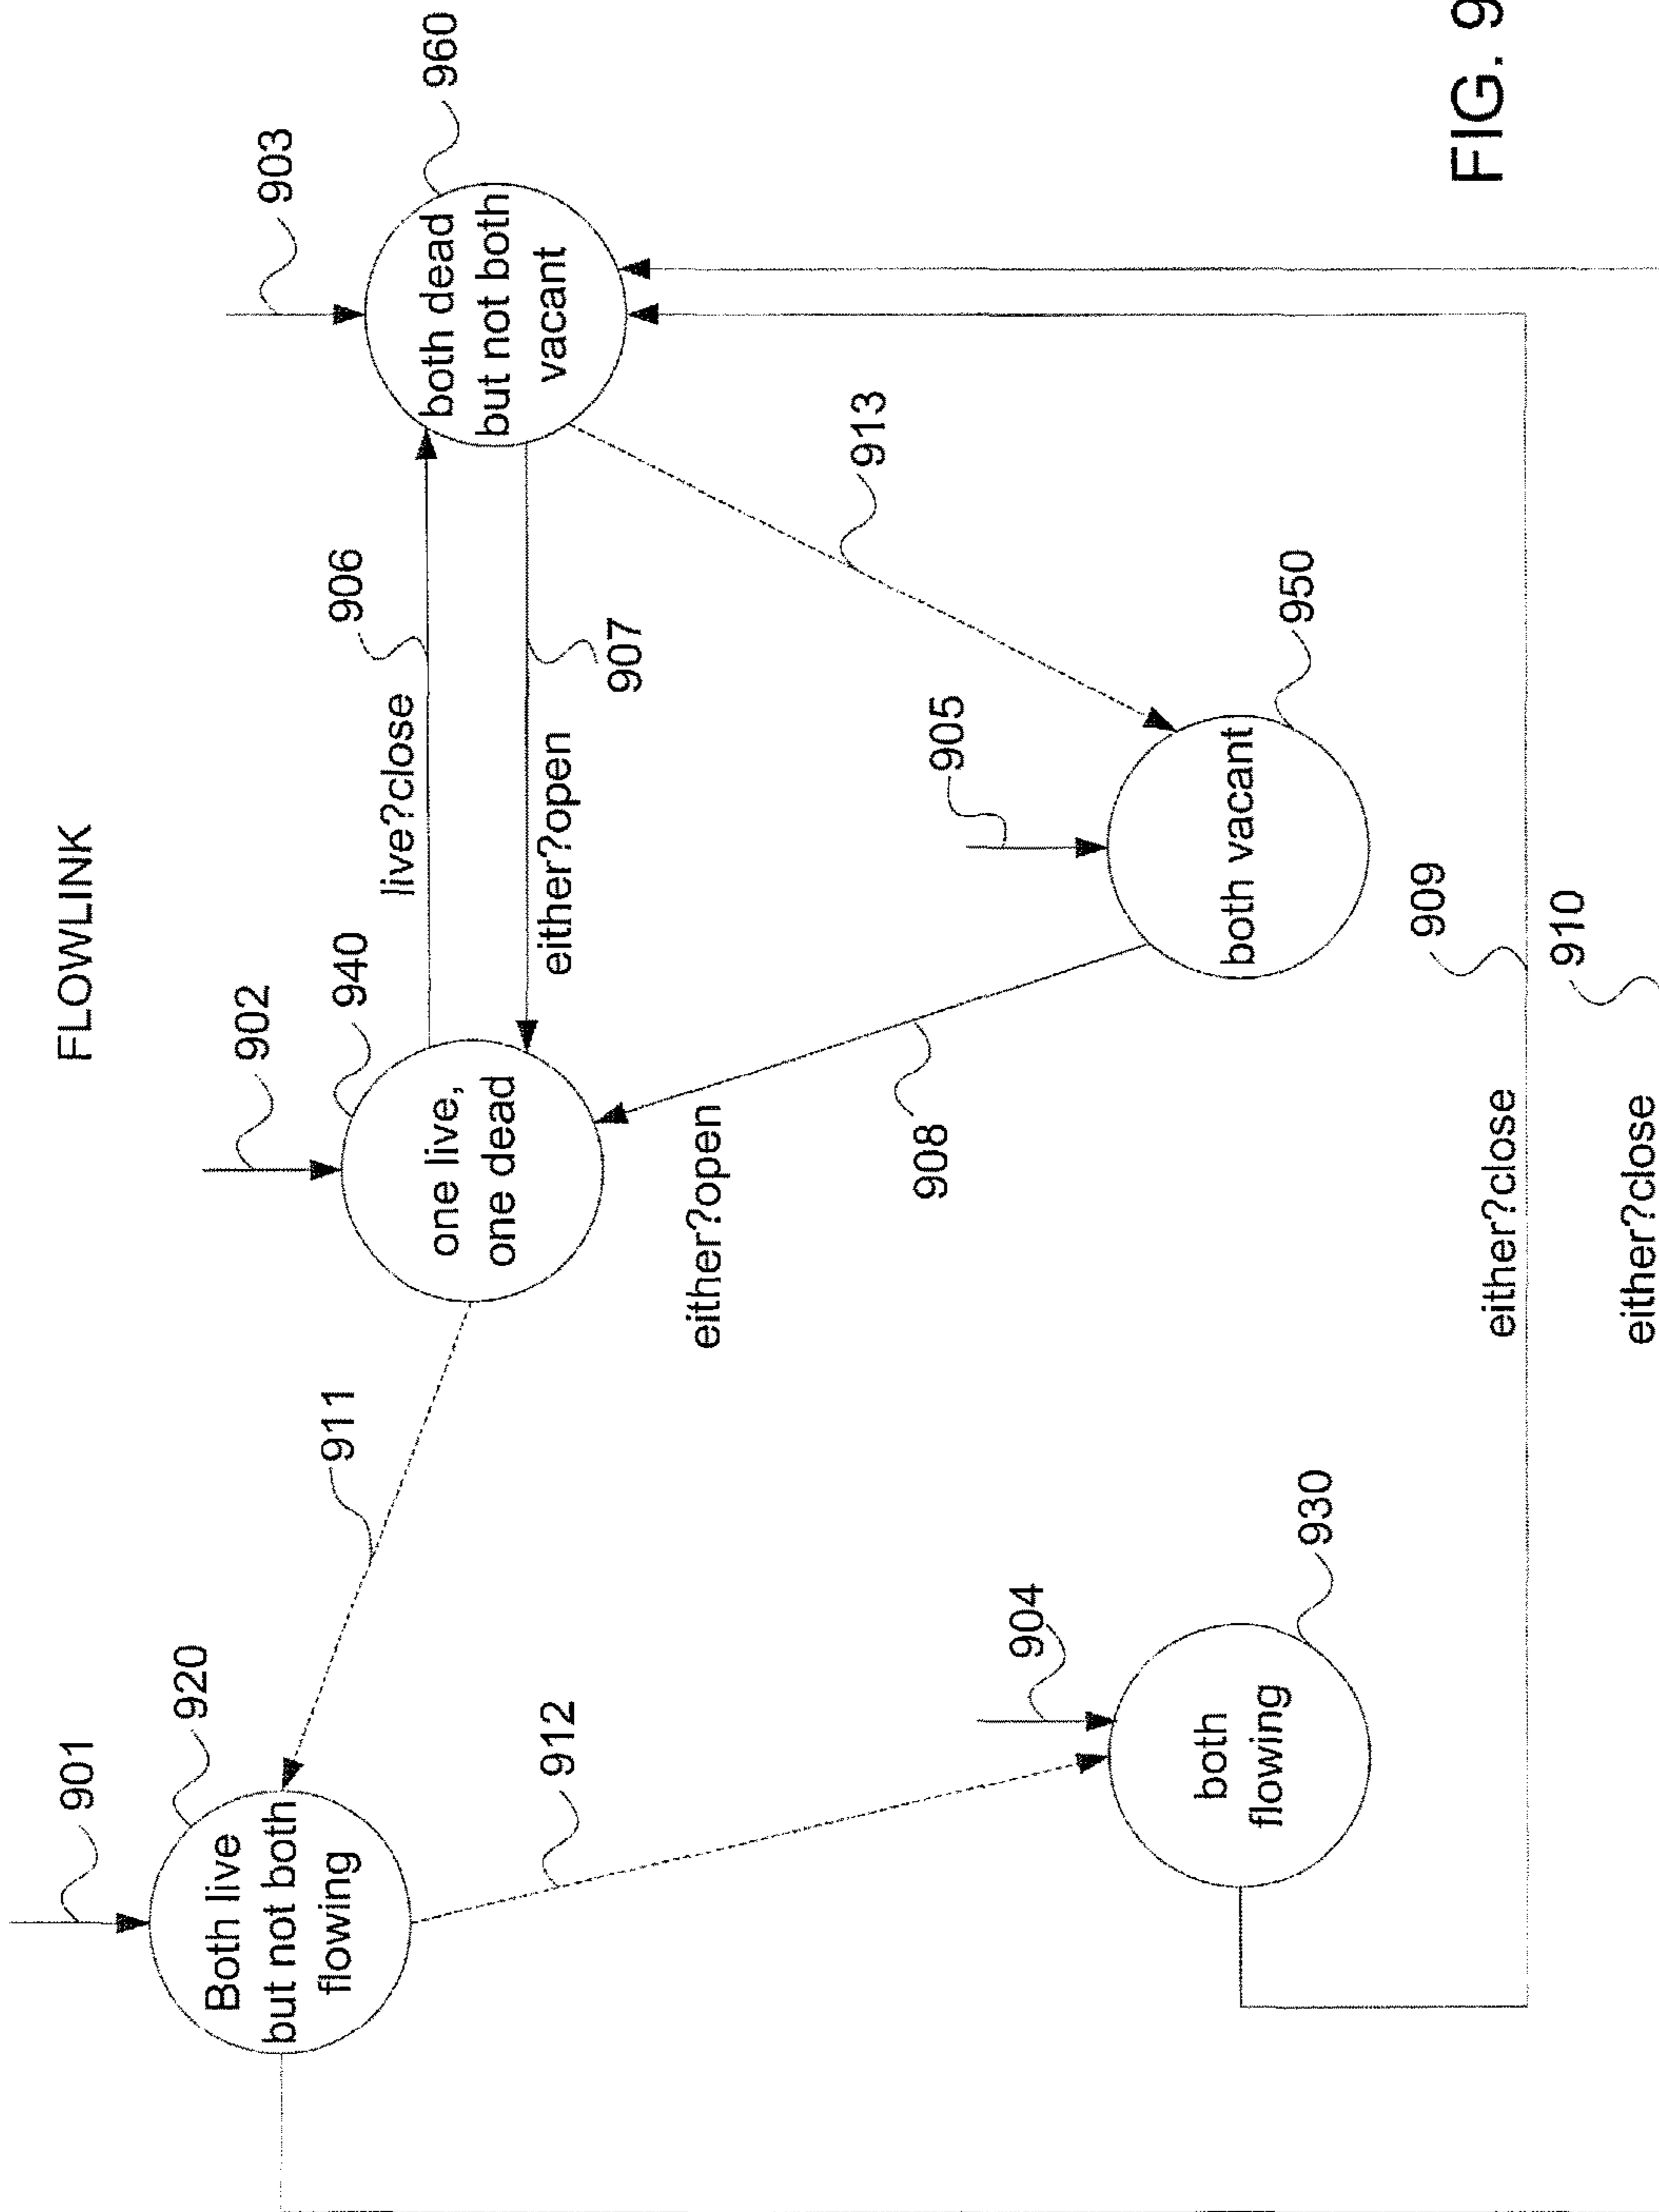 FLOWLINK
901
920
Both live
but not both
flowing
911
902
940
one live,
one dead
live?close
906
either?open
907
903
960
both dead
but not both
vacant
912
either?open
908
913
905
950
both vacant
904
930
both
flowing
either?close
909
either?close
910
FIG. 9